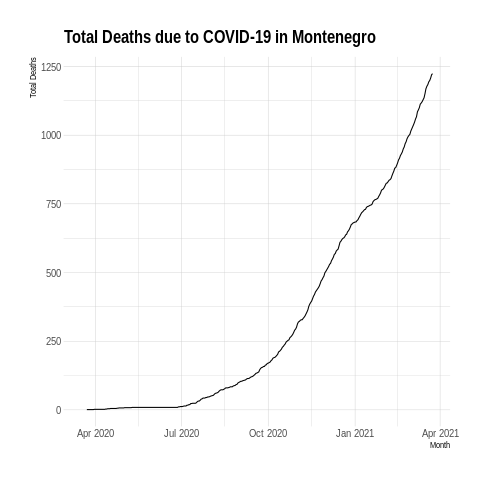 Total Deaths due to COVID-19 in Montenegro
Total Deaths
1250
1000
750
500
250
0
Apr 2020 Jul 2020 Oct 2020 Jan 2021 Apr 2021
Month